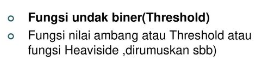 Fungsi undak biner(Threshold)
Fungsi nilai ambang atau Threshold atau
fungsi Heaviside ,dirumuskan sbb)